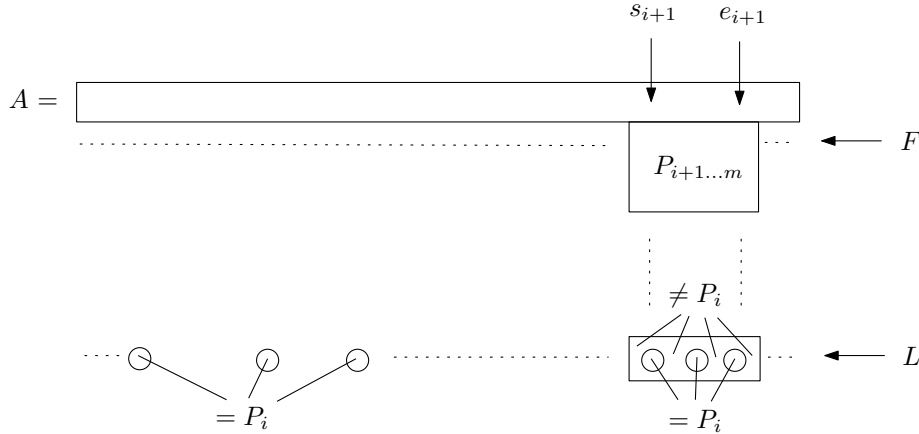 s_{i+1} e_{i+1}
A =
F
P_{i+1...m}
≠ P_i
L
= P_i = P_i